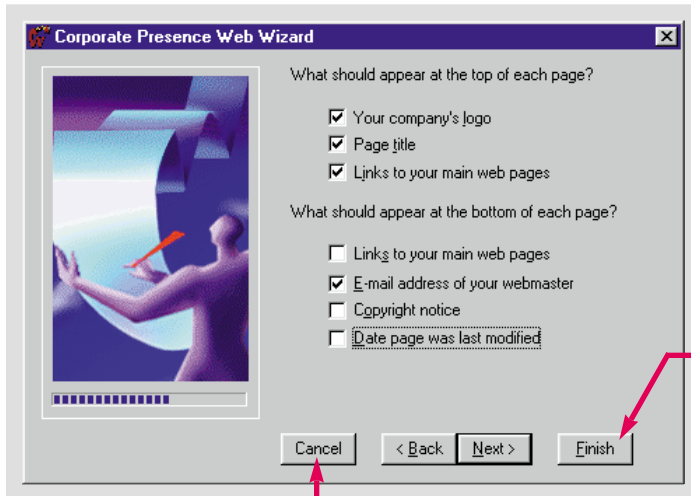 Corporate Presence Web Wizard
What should appear at the top of each page?
Your company's logo
Page title
Links to your main web pages
What should appear at the bottom of each page?
Links to your main web pages
E-mail address of your webmaster
Copyright notice
Date page was last modified
Cancel
< Back
Next >
Finish